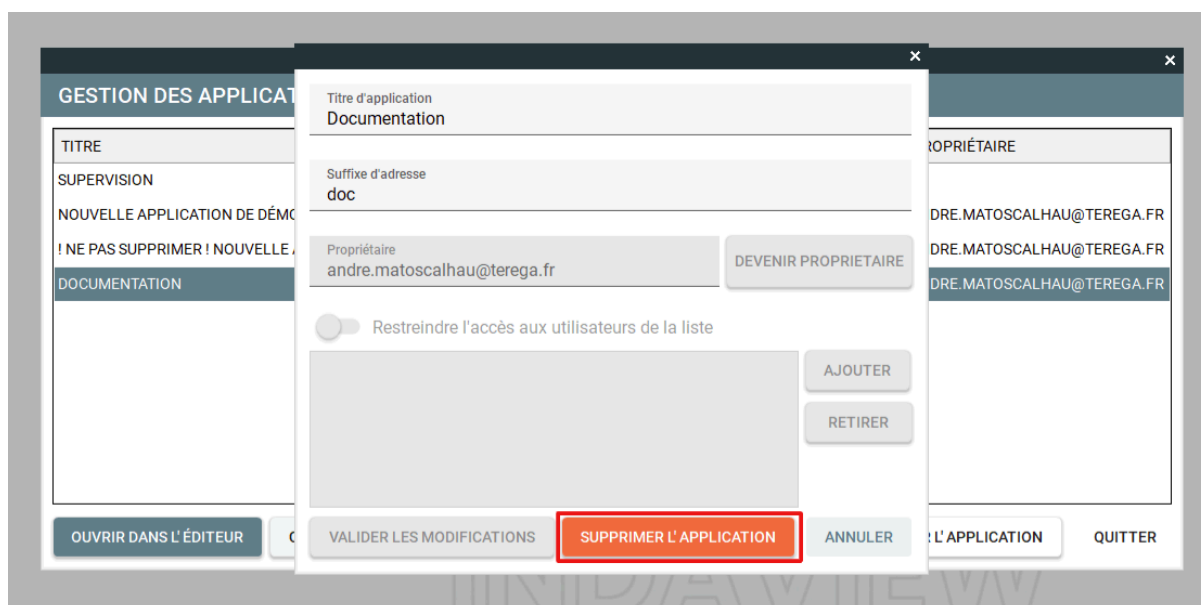 ×
×
GESTION DES APPLICAT
Titre d'application
Documentation
TITRE
ROPRIÉTAIRE
SUPERVISION
Suffixe d'adresse
doc
NOUVELLE APPLICATION DE DÉMO
DRE.MATOSCALHAU@TEREGA.FR
! NE PAS SUPPRIMER ! NOUVELLE
DRE.MATOSCALHAU@TEREGA.FR
Propriétaire
andre.matoscalhau@terega.fr
DEVENIR PROPRIETAIRE
DOCUMENTATION
DRE.MATOSCALHAU@TEREGA.FR
Restreindre l'accès aux utilisateurs de la liste
AJOUTER
RETIRER
OUVRIR DANS L'ÉDITEUR
VALIDER LES MODIFICATIONS
SUPPRIMER L'APPLICATION
ANNULER
L'APPLICATION
QUITTER
INDAVIEW